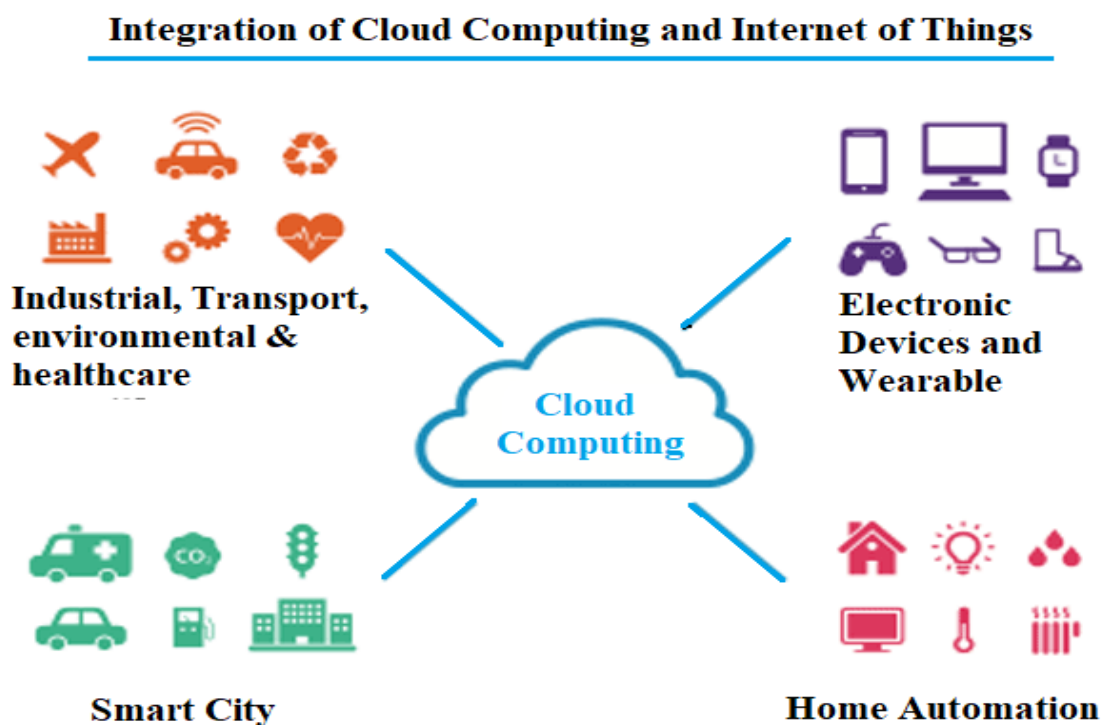 Integration of Cloud Computing and Internet of Things
Industrial, Transport,
environmental &
healthcare
Electronic
Devices and
Wearable
Cloud
Computing
CO₂
Smart City
Home Automation